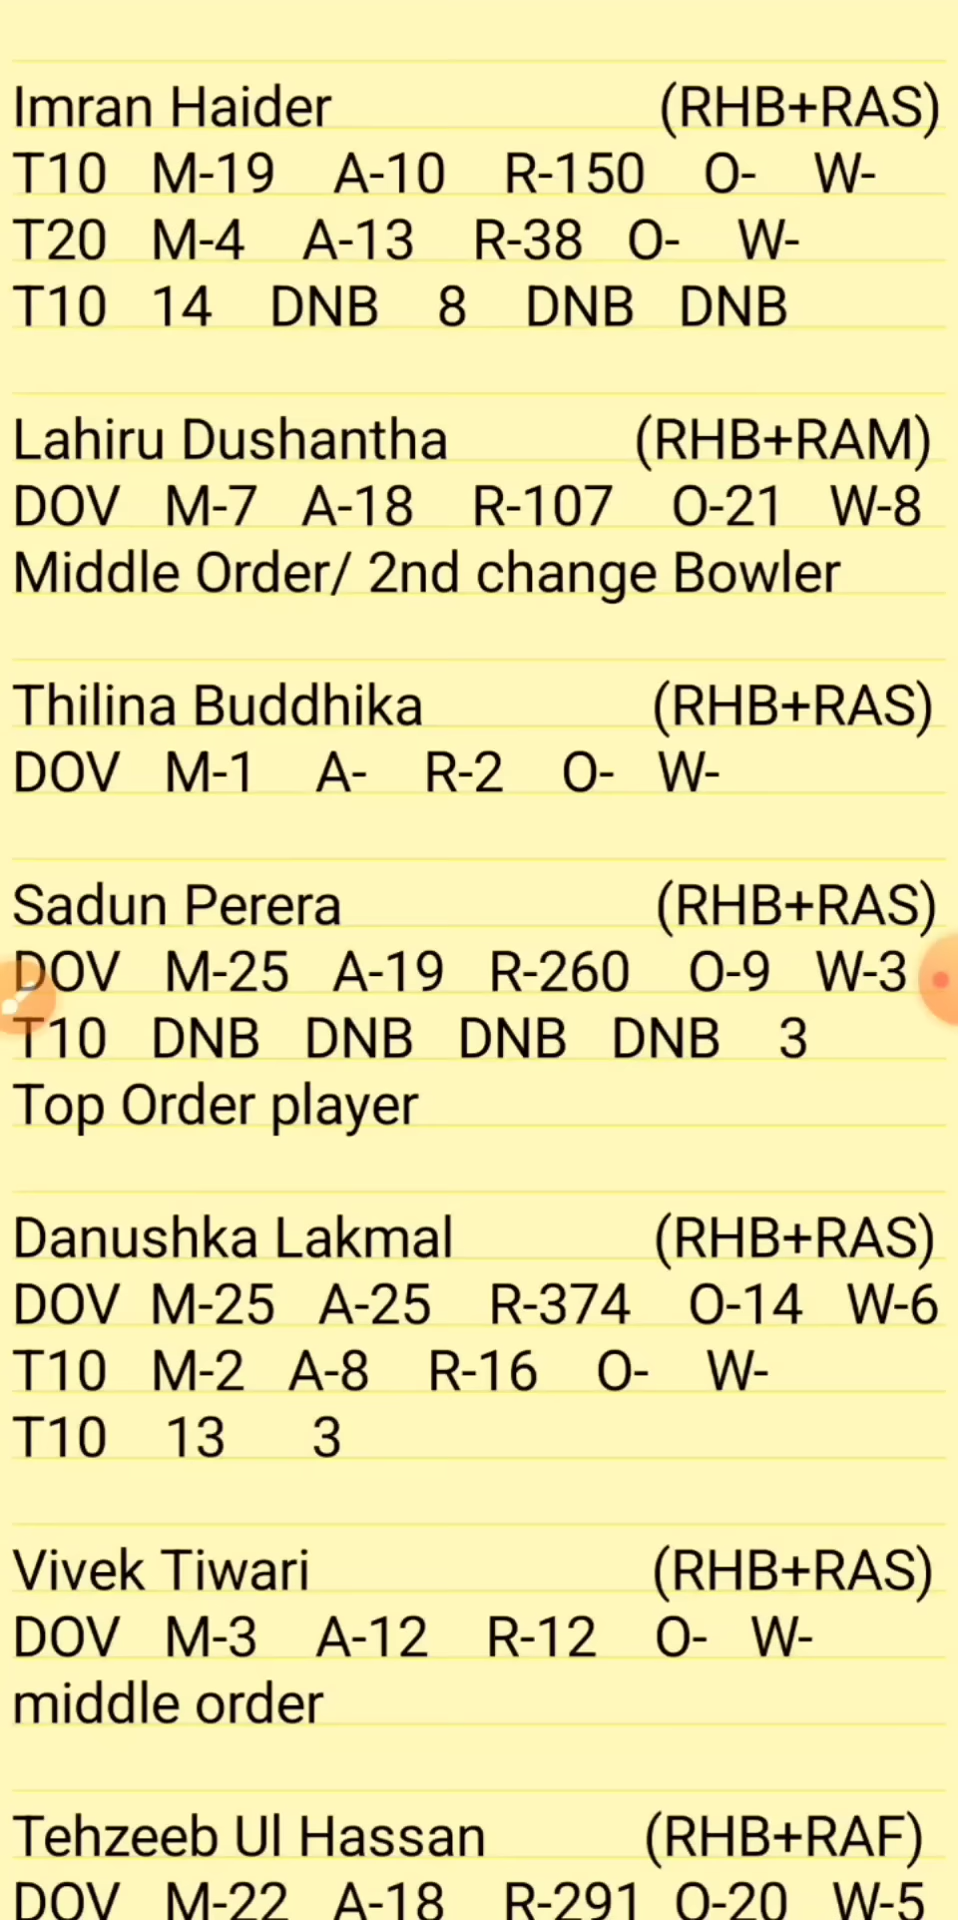 Imran Haider (RHB+RAS)
T10 M-19 A-10 R-150 O- W-
T20 M-4 A-13 R-38 O- W-
T10 14 DNB 8 DNB DNB
Lahiru Dushantha (RHB+RAM)
DOV M-7 A-18 R-107 O-21 W-8
Middle Order/ 2nd change Bowler
Thilina Buddhika (RHB+RAS)
DOV M-1 A- R-2 O- W-
Sadun Perera (RHB+RAS)
DOV M-25 A-19 R-260 O-9 W-3
T10 DNB DNB DNB DNB 3
Top Order player
Danushka Lakmal (RHB+RAS)
DOV M-25 A-25 R-374 O-14 W-6
T10 M-2 A-8 R-16 O- W-
T10 13 3
Vivek Tiwari (RHB+RAS)
DOV M-3 A-12 R-12 O- W-
middle order
Tehzeeb Ul Hassan (RHB+RAF)
DOV M-22 A-18 R-291 O-20 W-5